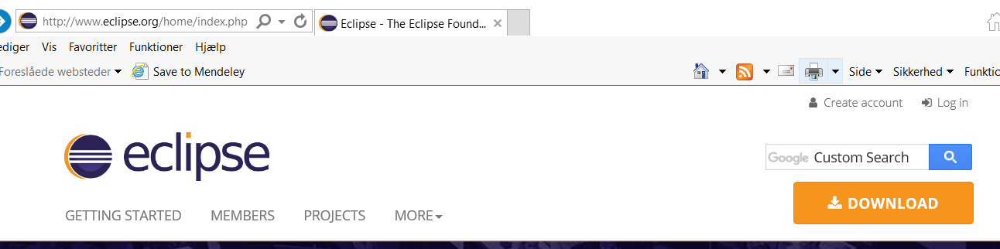 http://www.eclipse.org/home/index.php Eclipse - The Eclipse Found...
ediger Vis Favoritter Funktioner Hjælp
Foreslåede websteder Save to Mendeley Side Sikkerhed Funktio
Create account Log in
eclipse
Google Custom Search
DOWNLOAD
GETTING STARTED MEMBERS PROJECTS MORE